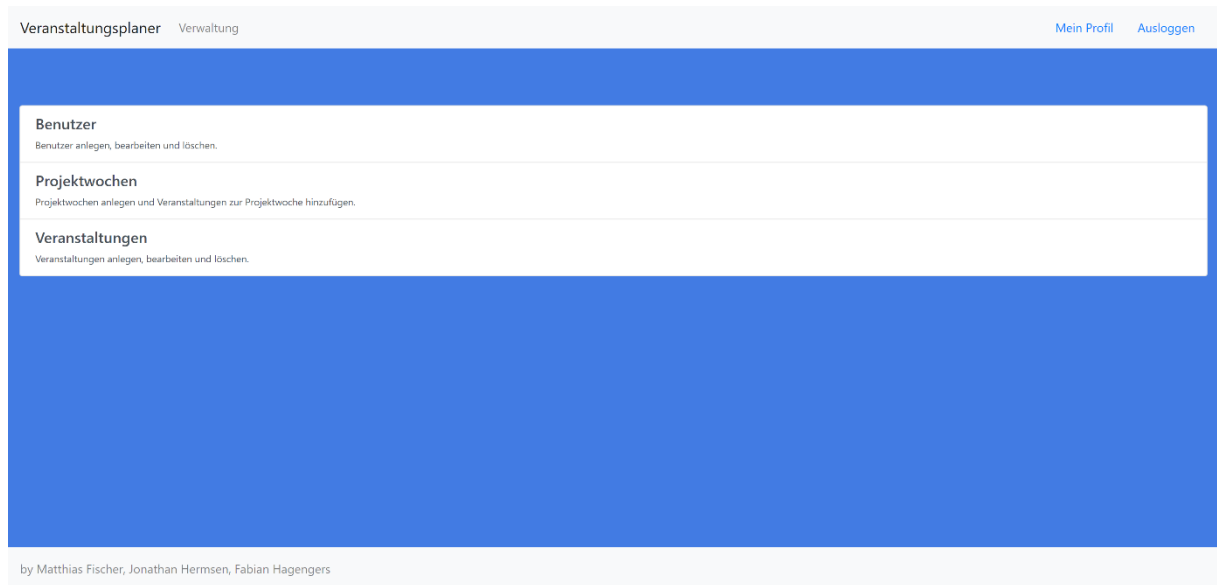 Veranstaltungsplaner Verwaltung Mein Profil Ausloggen
Benutzer
Benutzer anlegen, bearbeiten und löschen.
Projektwochen
Projektwochen anlegen und Veranstaltungen zur Projektwoche hinzufügen.
Veranstaltungen
Veranstaltungen anlegen, bearbeiten und löschen.
by Matthias Fischer, Jonathan Hermsen, Fabian Hagengers